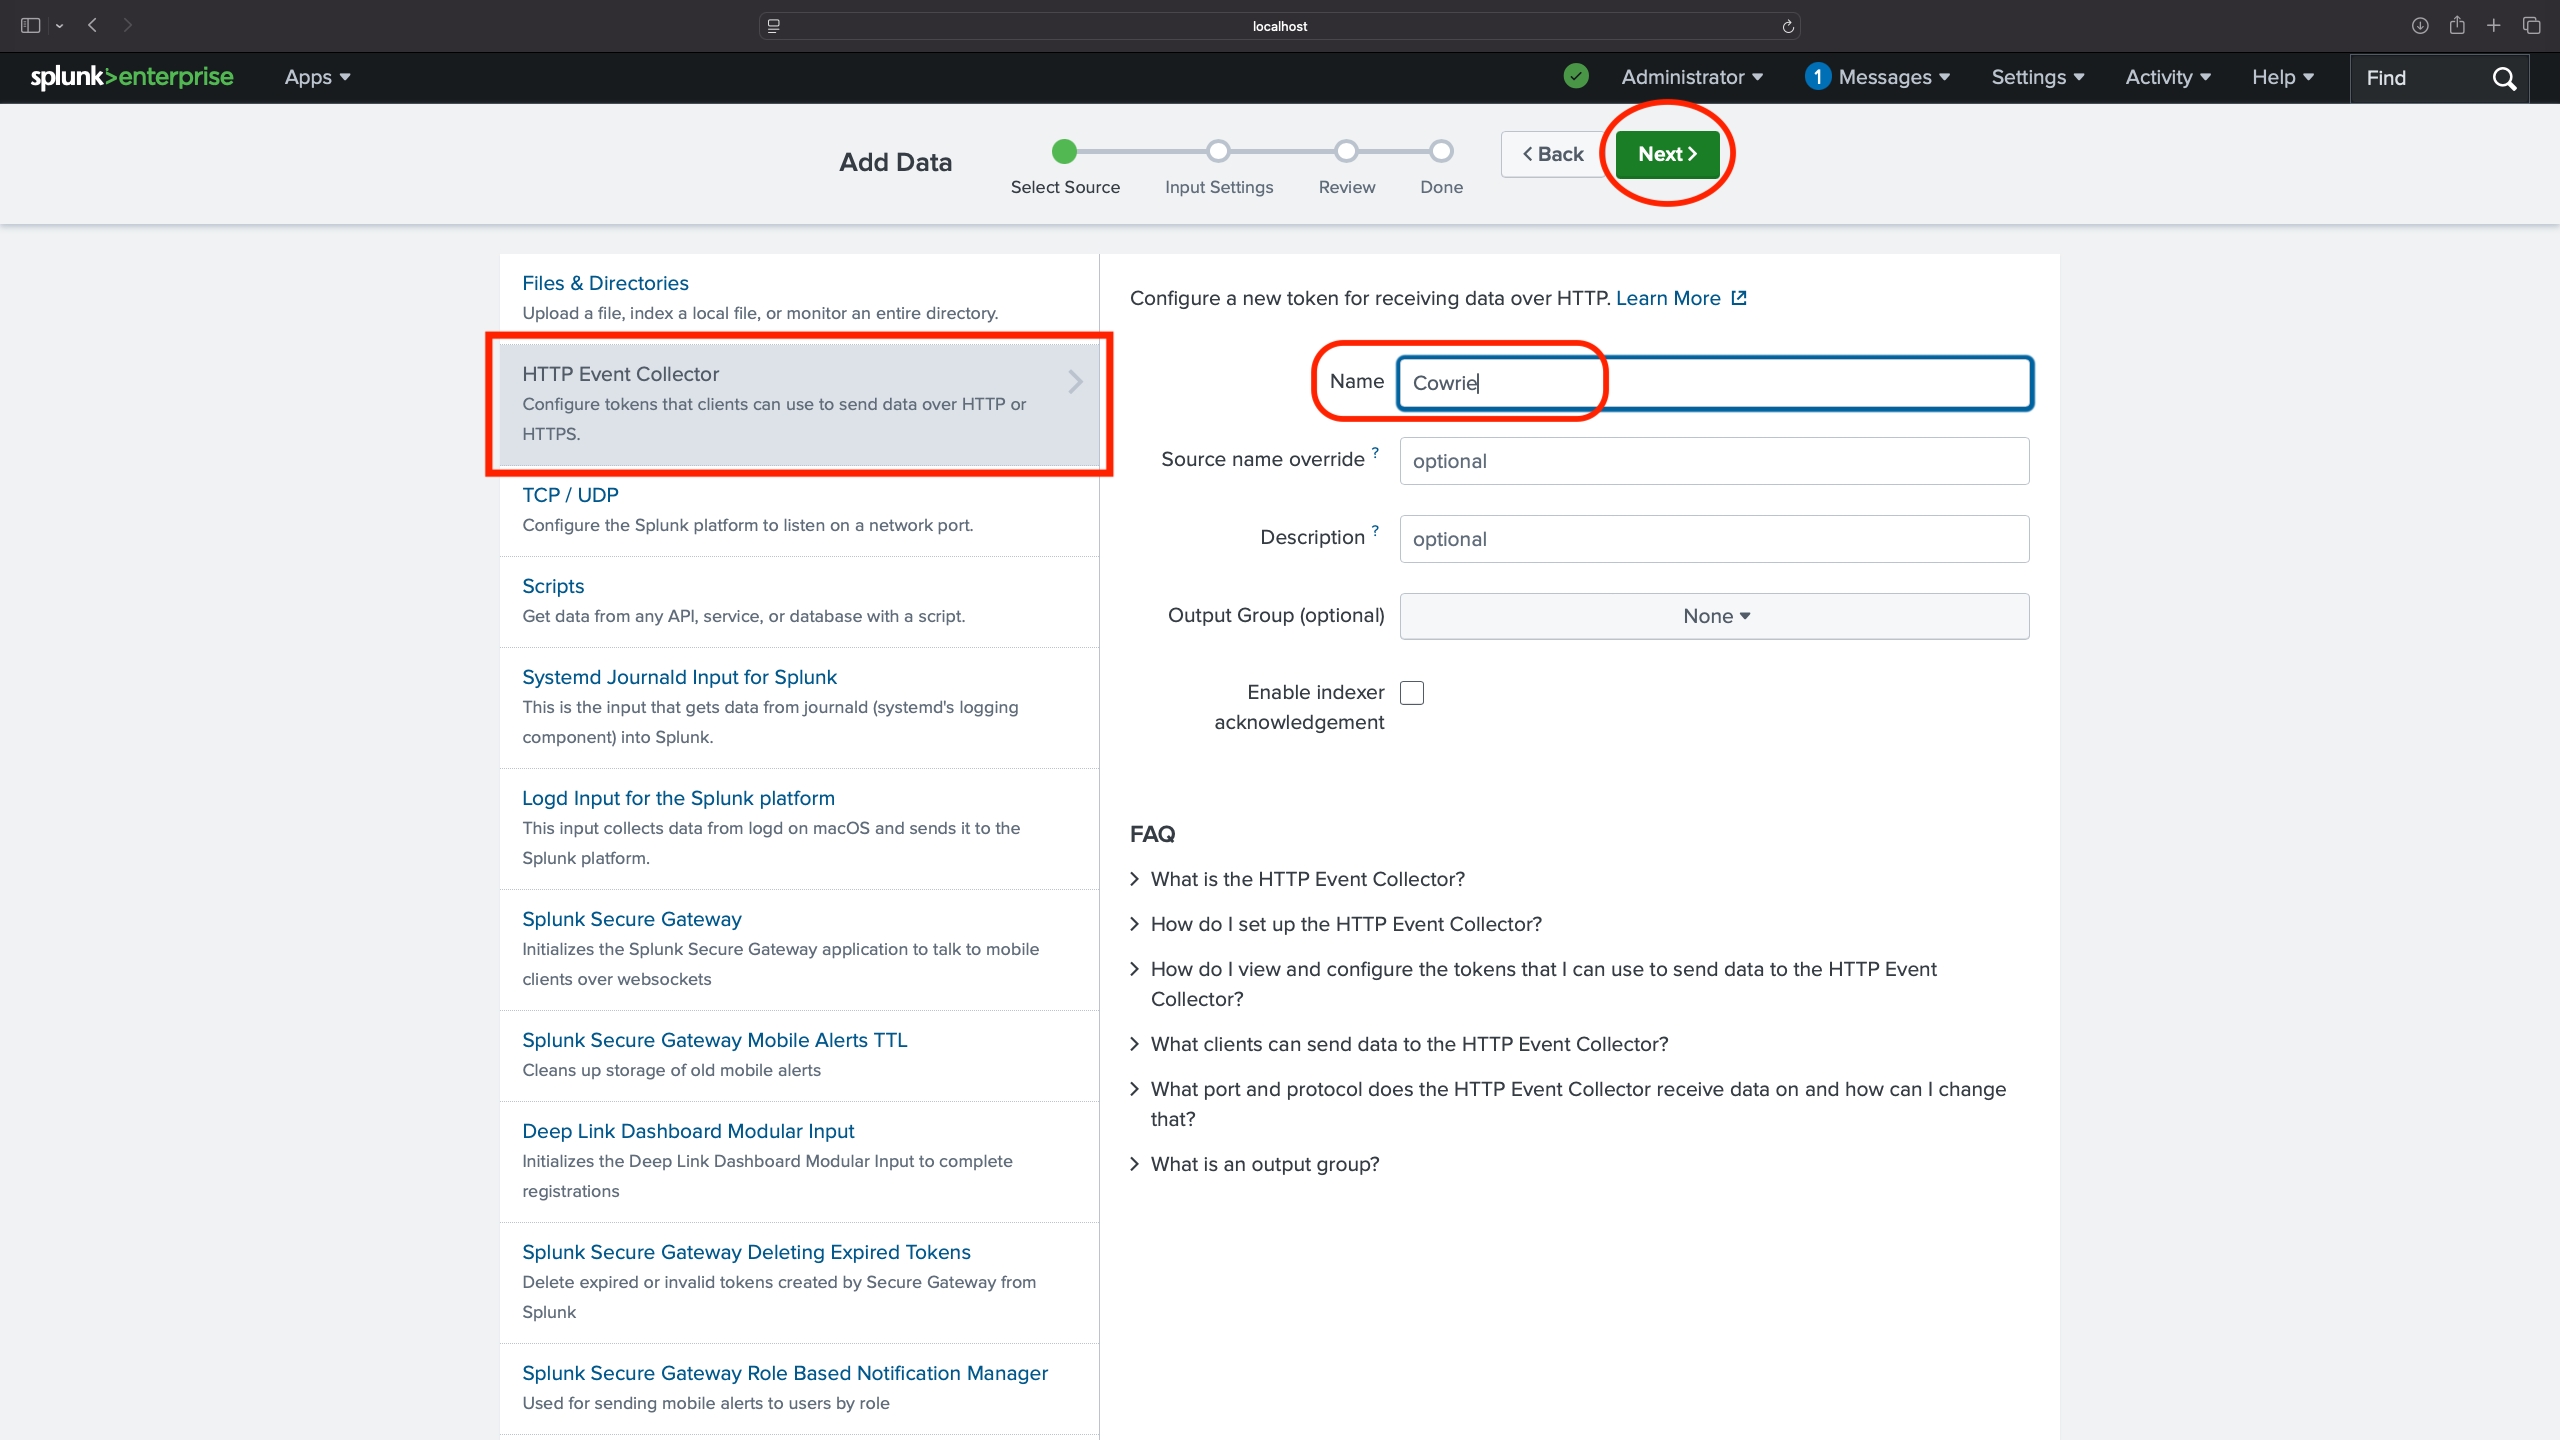 localhost
splunk>enterprise
Apps
Administrator
1 Messages
Settings
Activity
Help
Find
Add Data
Select Source
Input Settings
Review
Done
Back
Next
Files & Directories
Upload a file, index a local file, or monitor an entire directory.
HTTP Event Collector
Configure tokens that clients can use to send data over HTTP or
HTTPS.
TCP / UDP
Configure the Splunk platform to listen on a network port.
Scripts
Get data from any API, service, or database with a script.
Systemd Journald Input for Splunk
This is the input that gets data from journald (systemd's logging
component) into Splunk.
Logd Input for the Splunk platform
This input collects data from logd on macOS and sends it to the
Splunk platform.
Splunk Secure Gateway
Initializes the Splunk Secure Gateway application to talk to mobile
clients over websockets
Splunk Secure Gateway Mobile Alerts TTL
Cleans up storage of old mobile alerts
Deep Link Dashboard Modular Input
Initializes the Deep Link Dashboard Modular Input to complete
registrations
Splunk Secure Gateway Deleting Expired Tokens
Delete expired or invalid tokens created by Secure Gateway from
Splunk
Splunk Secure Gateway Role Based Notification Manager
Used for sending mobile alerts to users by role
Configure a new token for receiving data over HTTP. Learn More
Name Cowrie
Source name override ? optional
Description ? optional
Output Group (optional) None
Enable indexer
acknowledgement
FAQ
What is the HTTP Event Collector?
How do I set up the HTTP Event Collector?
How do I view and configure the tokens that I can use to send data to the HTTP Event
Collector?
What clients can send data to the HTTP Event Collector?
What port and protocol does the HTTP Event Collector receive data on and how can I change
that?
What is an output group?